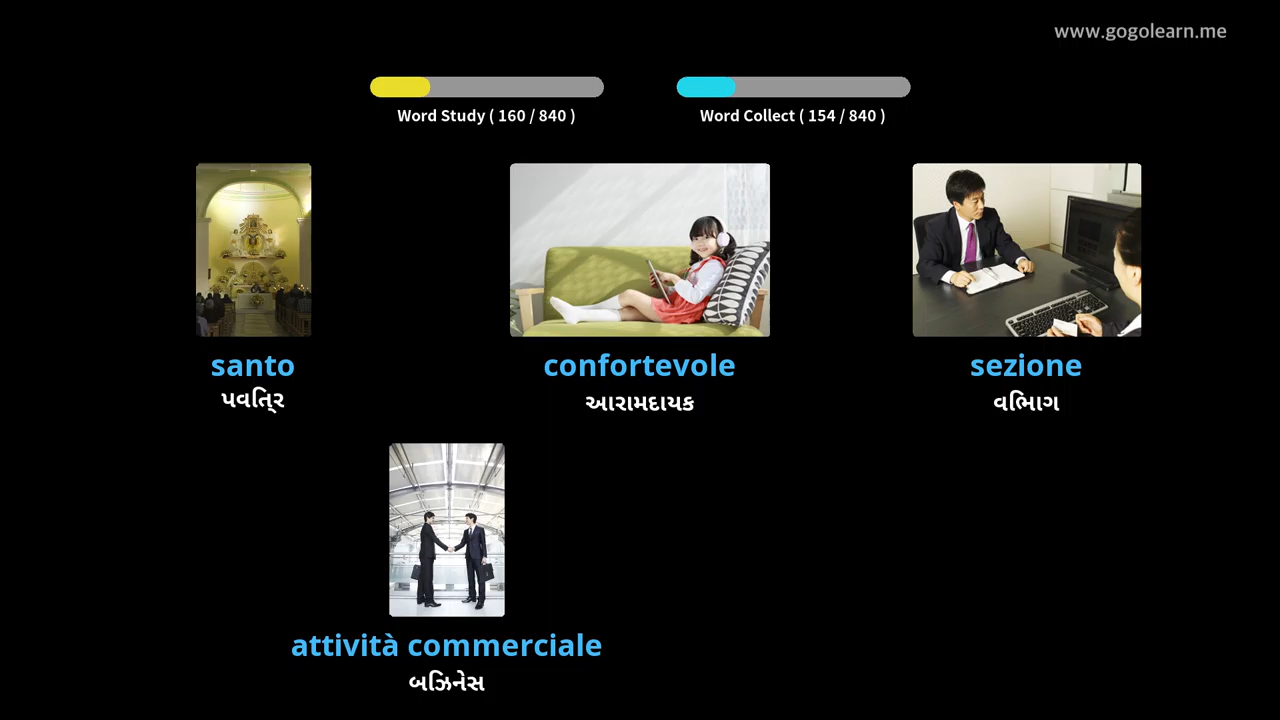 www.gogolearn.me
Word Study ( 160 / 840 )
Word Collect ( 154 / 840 )
santo
પવિત્ર
confortevole
આરામદાયક
sezione
વિભાગ
attività commerciale
બિઝનેસ